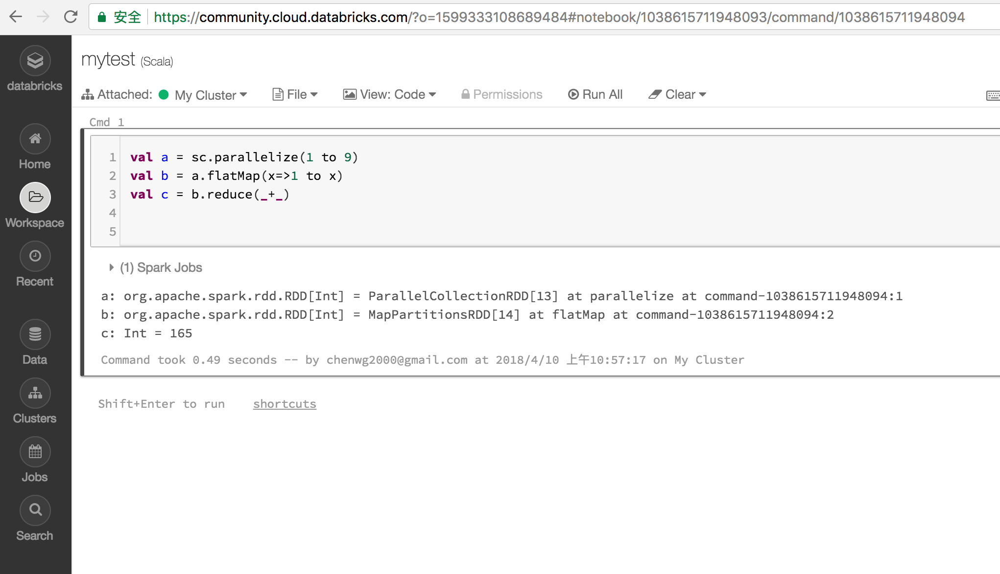 安全 https://community.cloud.databricks.com/?o=1599333108689484#notebook/1038615711948093/command/1038615711948094
databricks
Home
Workspace
Recent
Data
Clusters
Jobs
Search
mytest (Scala)
Attached: My Cluster File View: Code Permissions Run All Clear
Cmd 1
1 val a = sc.parallelize(1 to 9)
2 val b = a.flatMap(x=>1 to x)
3 val c = b.reduce(_+_)
4
5
(1) Spark Jobs
a: org.apache.spark.rdd.RDD[Int] = ParallelCollectionRDD[13] at parallelize at command-1038615711948094:1
b: org.apache.spark.rdd.RDD[Int] = MapPartitionsRDD[14] at flatMap at command-1038615711948094:2
c: Int = 165
Command took 0.49 seconds -- by chenwg2000@gmail.com at 2018/4/10 上午10:57:17 on My Cluster
Shift+Enter to run shortcuts